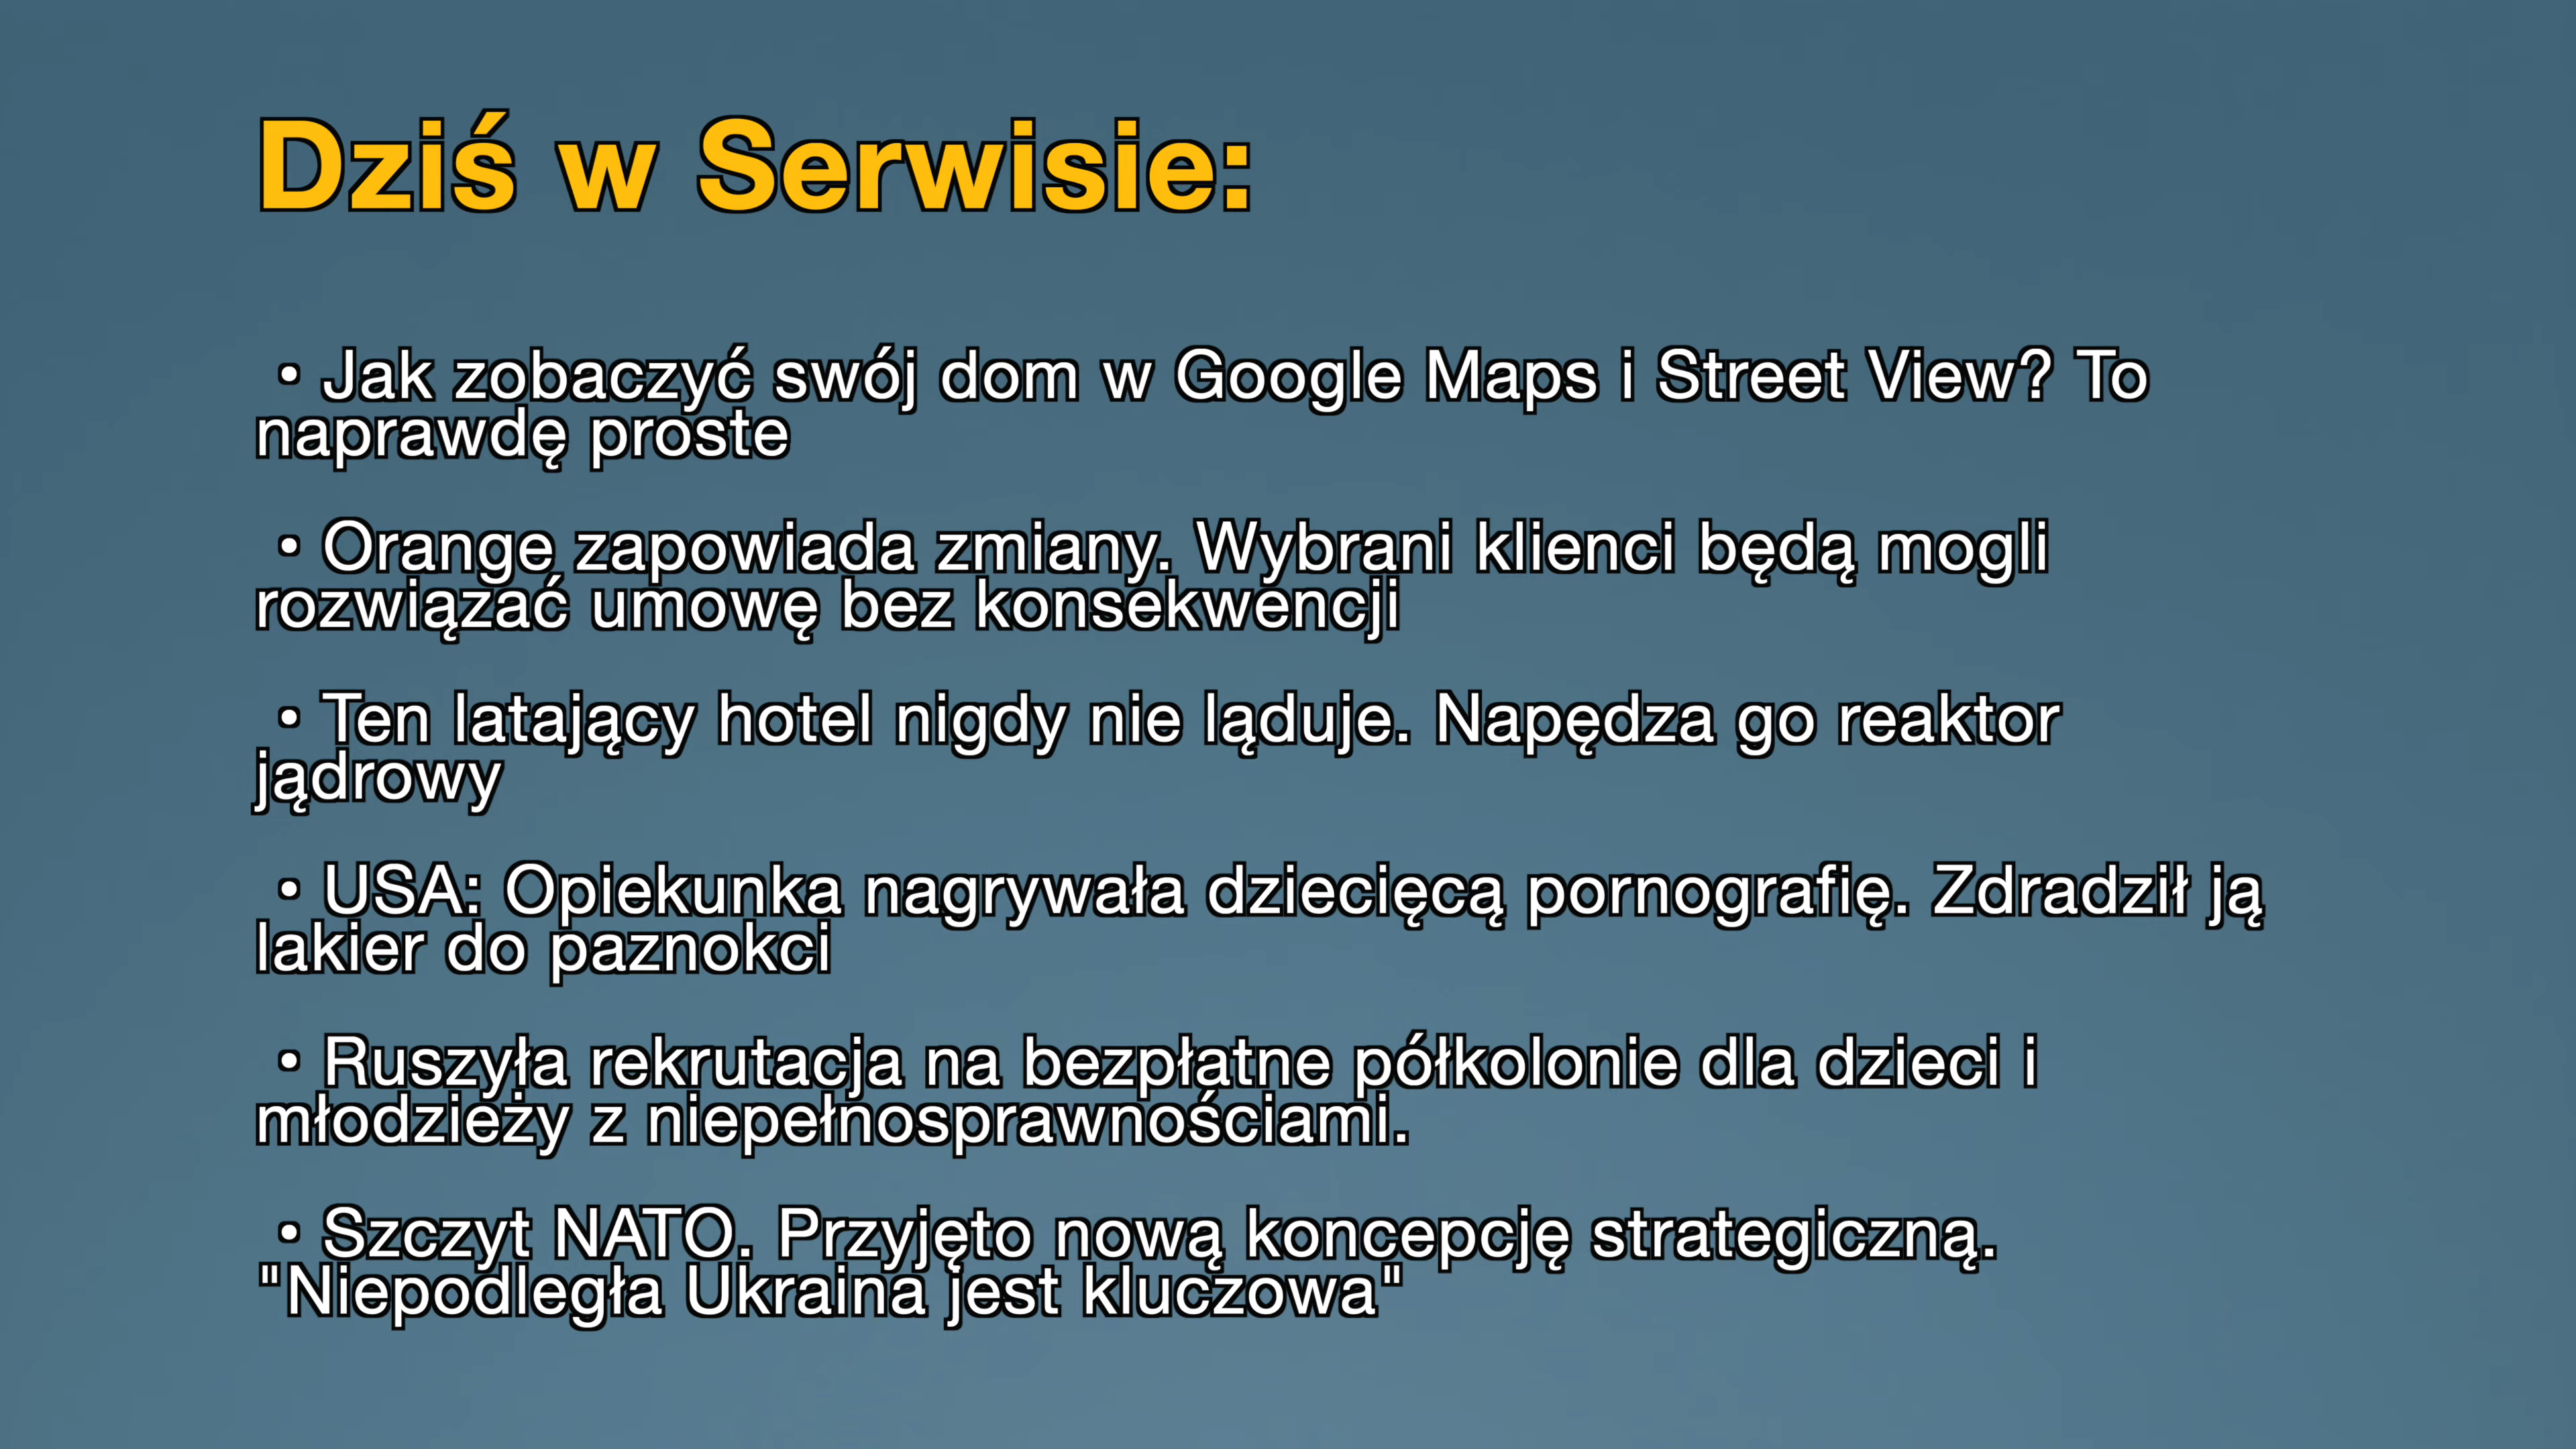 Dziś w Serwisie:
• Jak zobaczyć swój dom w Google Maps i Street View? To
naprawdę proste
• Orange zapowiada zmiany. Wybrani klienci będą mogli
rozwiązać umowę bez konsekwencji
• Ten latający hotel nigdy nie ląduje. Napędza go reaktor
jądrowy
• USA: Opiekunka nagrywała dziecięcą pornografię. Zdradził ją
lakier do paznokci
• Ruszyła rekrutacja na bezpłatne półkolonie dla dzieci i
młodzieży z niepełnosprawnościami.
• Szczyt NATO. Przyjęto nową koncepcję strategiczną.
"Niepodległa Ukraina jest kluczowa"